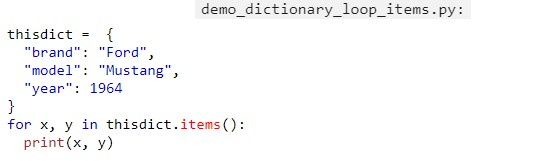 demo_dictionary_loop_items.py:
thisdict =  {
  "brand": "Ford",
  "model": "Mustang",
  "year": 1964
}
for x, y in thisdict.items():
  print(x, y)